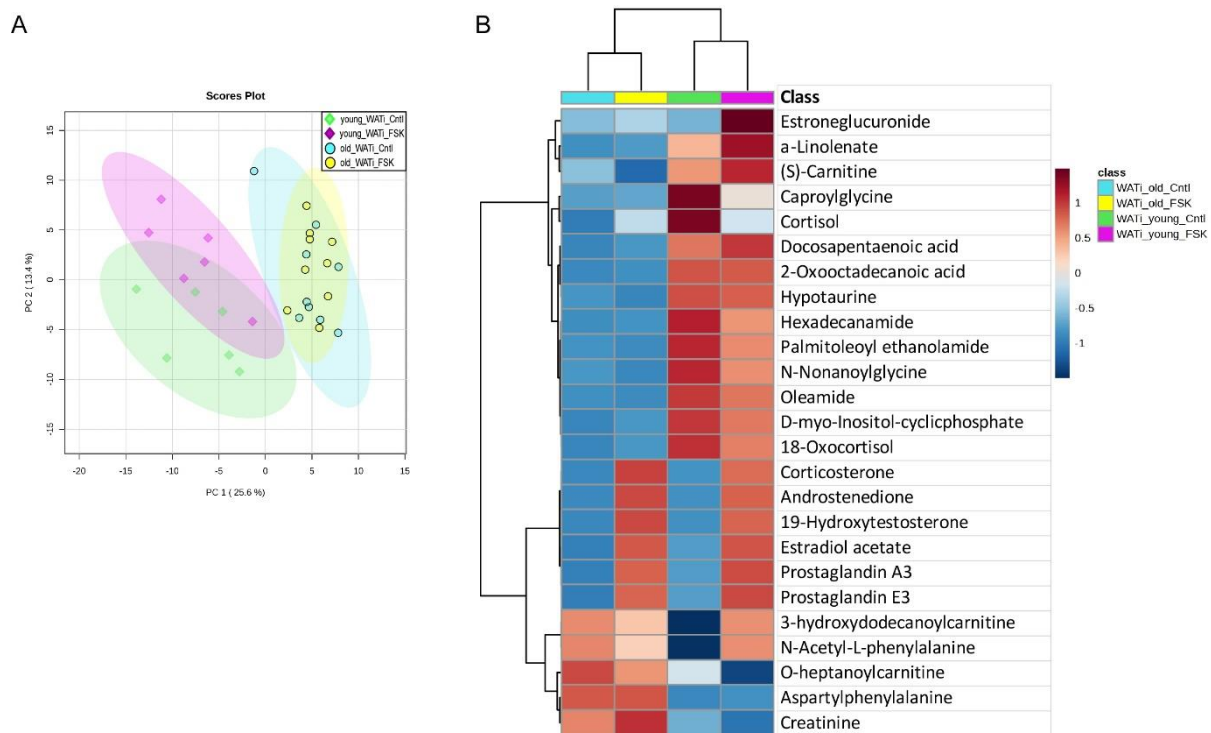 A
B
Scores Plot
young_WATi_Cntl
young_WATi_FSK
old_WATi_Cntl
old_WATi_FSK
15
10
5
0
-5
-10
-15
PC 2 ( 13.4 %)
-20
-15
-10
-5
0
5
10
15
PC 1 ( 25.6 %)
Class
Estroneglucuronide
a-Linolenate
(S)-Carnitine
Caproylglycine
Cortisol
Docosapentaenoic acid
2-Oxooctadecanoic acid
Hypotaurine
Hexadecanamide
Palmitoleoyl ethanolamide
N-Nonanoylglycine
Oleamide
D-myo-Inositol-cyclicphosphate
18-Oxocortisol
Corticosterone
Androstenedione
19-Hydroxytestosterone
Estradiol acetate
Prostaglandin A3
Prostaglandin E3
3-hydroxydodecanoylcarnitine
N-Acetyl-L-phenylalanine
O-heptanoylcarnitine
Aspartylphenylalanine
Creatinine
1
0.5
0
-0.5
-1
class
WATi_old_Cntl
WATi_old_FSK
WATi_young_Cntl
WATi_young_FSK